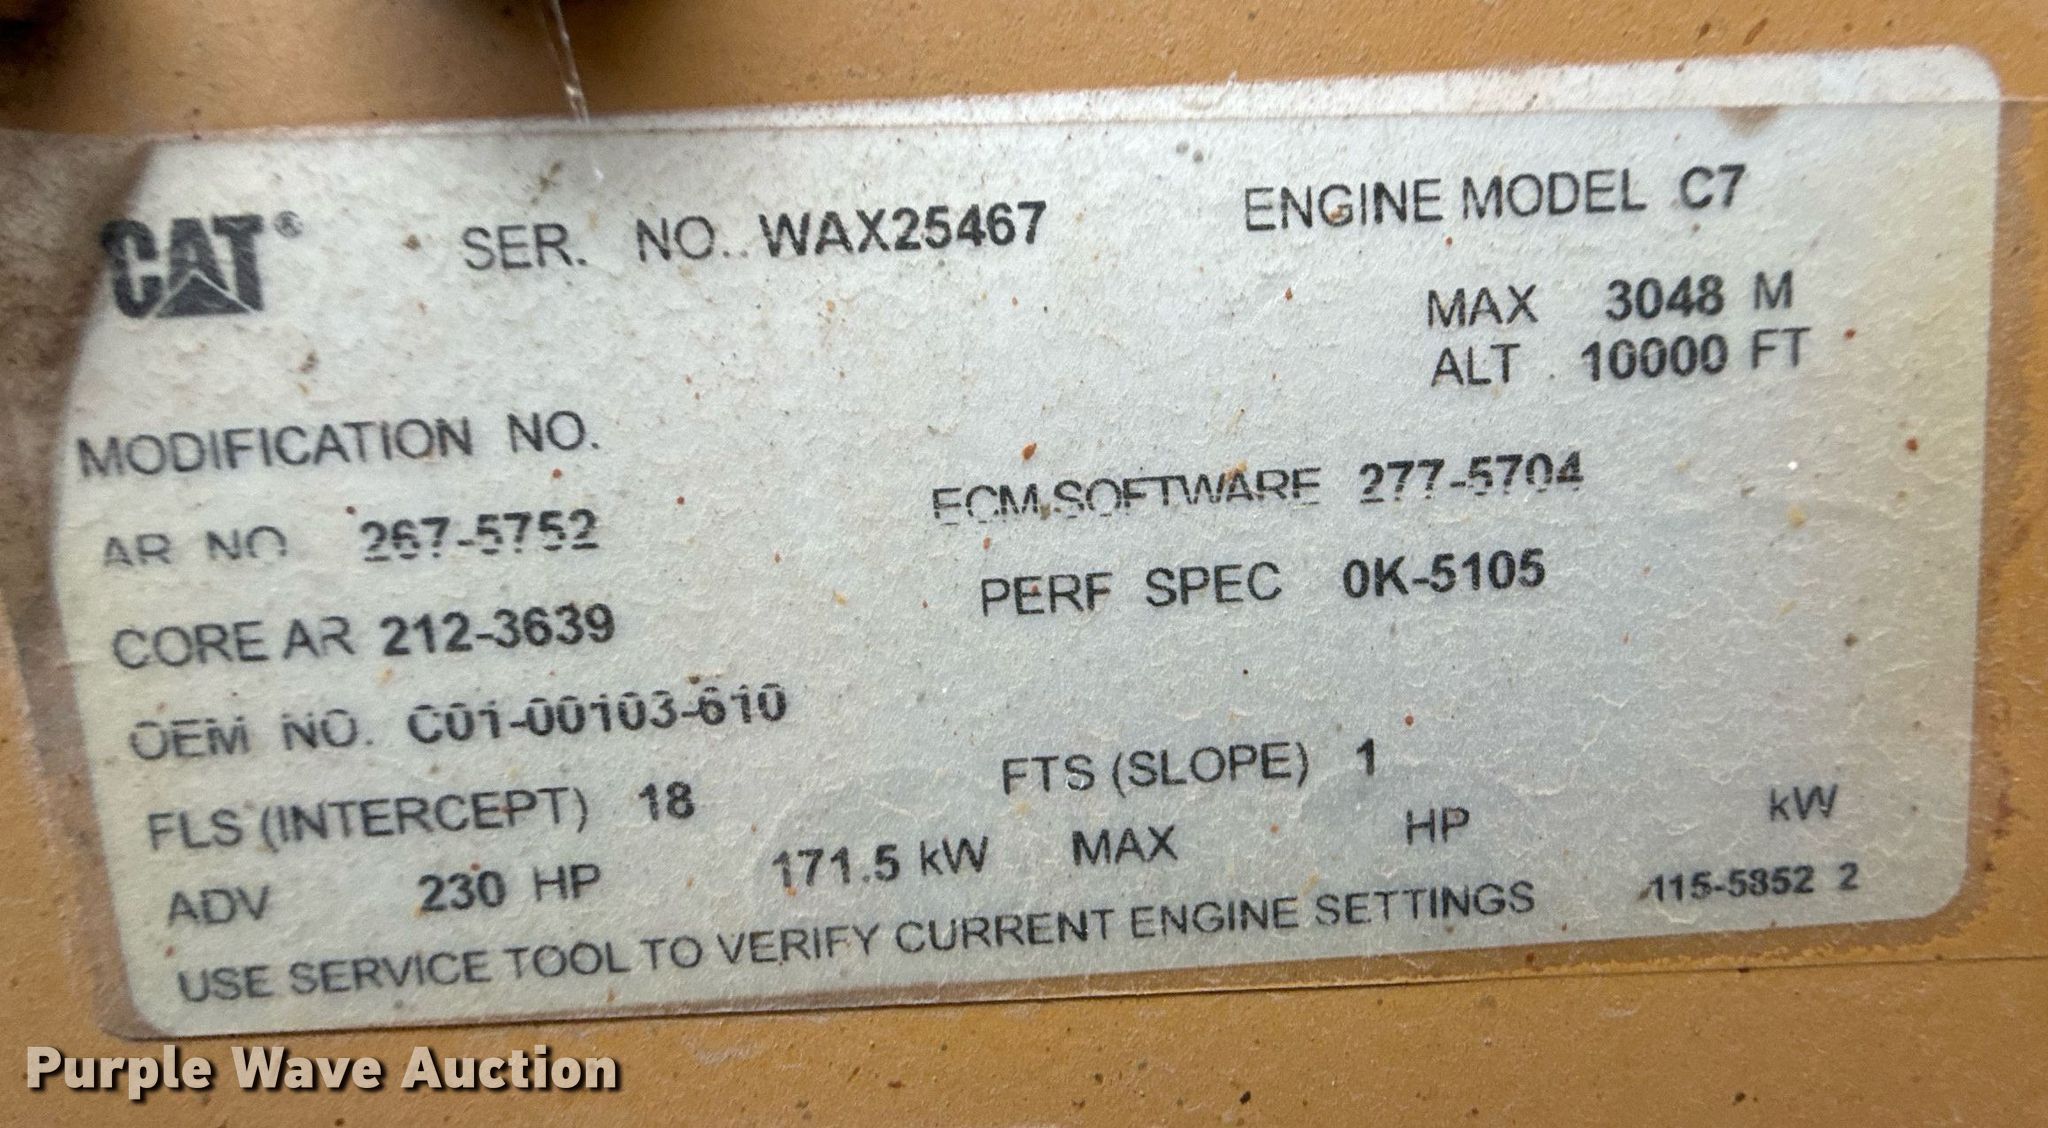 CAT® SER. NO. WAX25467 ENGINE MODEL C7
MAX 3048 M
ALT 10000 FT
MODIFICATION NO.
AR NO 267-5752 ECM SOFTWARE 277-5704
CORE AR 212-3639 PERF SPEC 0K-5105
OEM NO. C01-00103-610
FLS (INTERCEPT) 18 FTS (SLOPE) 1
ADV 230 HP 171.5 kW MAX HP kW
USE SERVICE TOOL TO VERIFY CURRENT ENGINE SETTINGS 115-5852 2
Purple Wave Auction